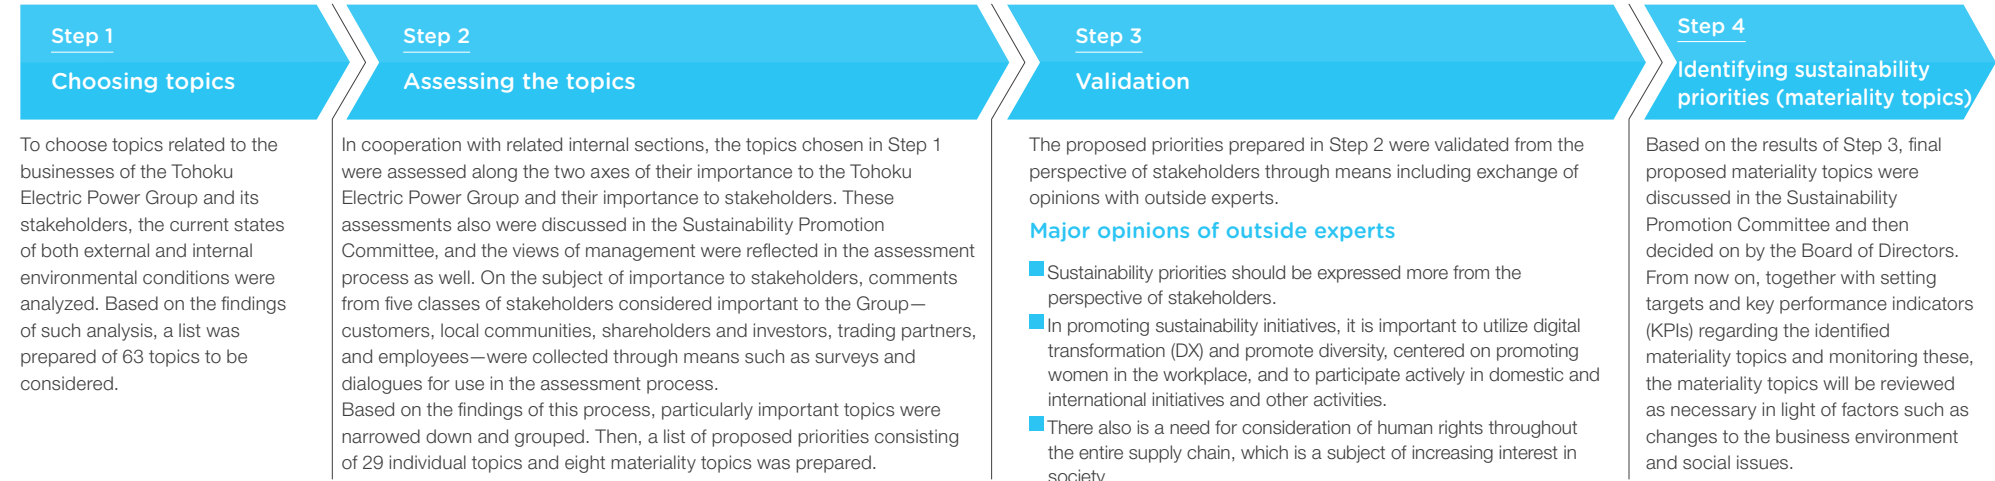 Step 1
Choosing topics
To choose topics related to the
businesses of the Tohoku
Electric Power Group and its
stakeholders, the current states
of both external and internal
environmental conditions were
analyzed. Based on the findings
of such analysis, a list was
prepared of 63 topics to be
considered.
Step 2
Assessing the topics
In cooperation with related internal sections, the topics chosen in Step 1
were assessed along the two axes of their importance to the Tohoku
Electric Power Group and their importance to stakeholders. These
assessments also were discussed in the Sustainability Promotion
Committee, and the views of management were reflected in the assessment
process as well. On the subject of importance to stakeholders, comments
from five classes of stakeholders considered important to the Group—
customers, local communities, shareholders and investors, trading partners,
and employees—were collected through means such as surveys and
dialogues for use in the assessment process.
Based on the findings of this process, particularly important topics were
narrowed down and grouped. Then, a list of proposed priorities consisting
of 29 individual topics and eight materiality topics was prepared.
Step 3
Validation
The proposed priorities prepared in Step 2 were validated from the
perspective of stakeholders through means including exchange of
opinions with outside experts.
Major opinions of outside experts
Sustainability priorities should be expressed more from the
perspective of stakeholders.
In promoting sustainability initiatives, it is important to utilize digital
transformation (DX) and promote diversity, centered on promoting
women in the workplace, and to participate actively in domestic and
international initiatives and other activities.
There also is a need for consideration of human rights throughout
the entire supply chain, which is a subject of increasing interest in
society
Step 4
Identifying sustainability
priorities (materiality topics)
Based on the results of Step 3, final
proposed materiality topics were
discussed in the Sustainability
Promotion Committee and then
decided on by the Board of Directors.
From now on, together with setting
targets and key performance indicators
(KPIs) regarding the identified
materiality topics and monitoring these,
the materiality topics will be reviewed
as necessary in light of factors such as
changes to the business environment
and social issues.